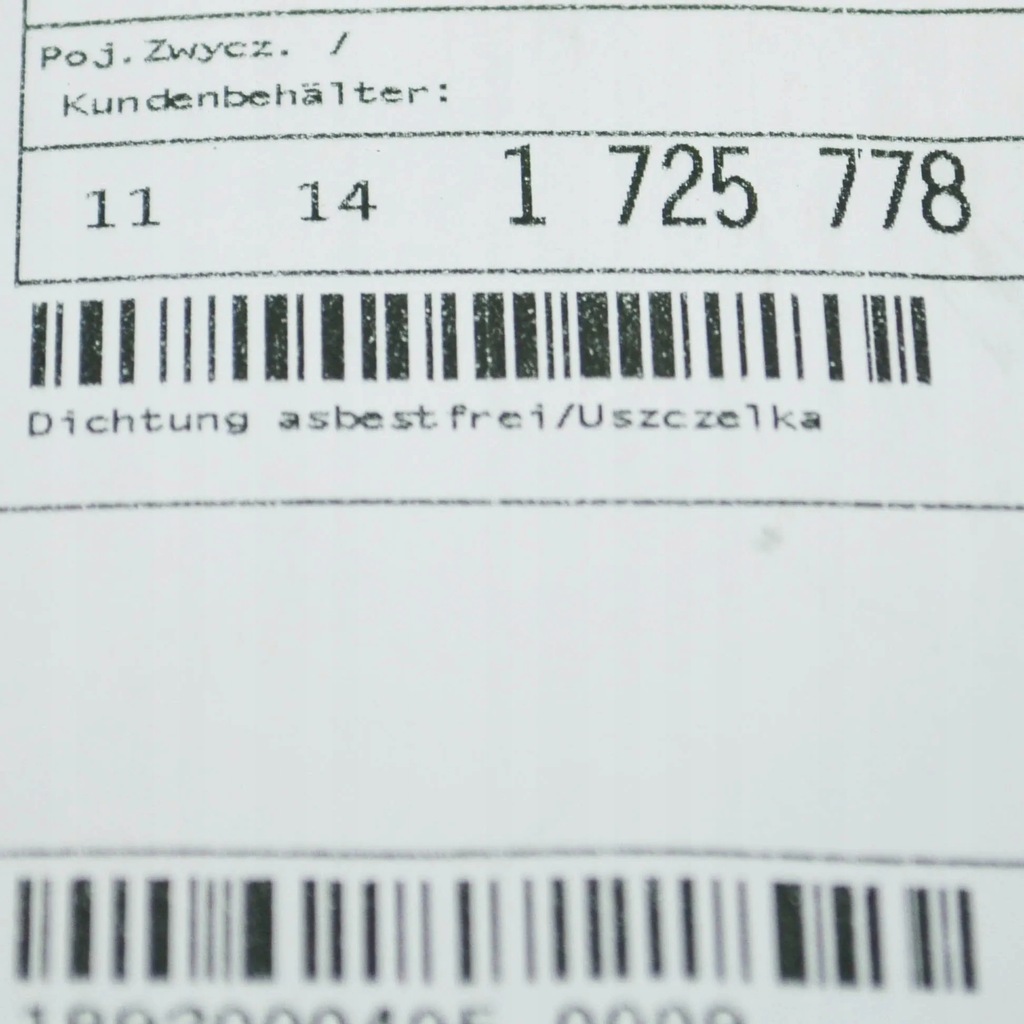 Poj.Zwycz. /
Kundenbehälter:
11 14 1 725 778
Dichtung asbestfrei/Uszczelka